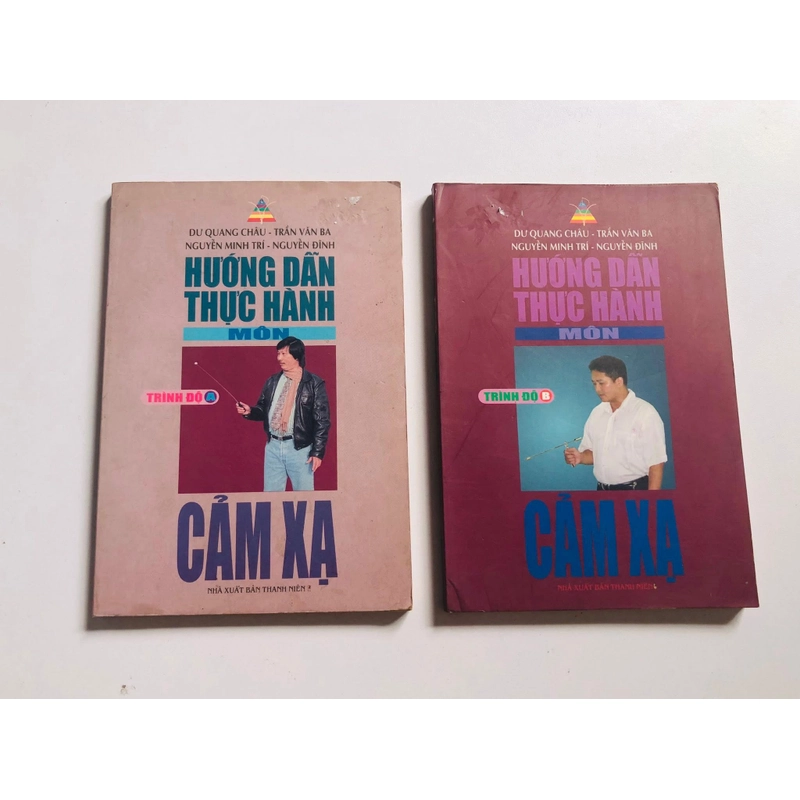 DƯ QUANG CHÂU - TRẦN VĂN BA
NGUYỄN MINH TRÍ - NGUYỄN ĐÌNH
HƯỚNG DẪN
THỰC HÀNH
MÔN
TRÌNH ĐỘ A
CẢM XẠ
NHÀ XUẤT BẢN THANH NIÊN
DƯ QUANG CHÂU - TRẦN VĂN BA
NGUYỄN MINH TRÍ - NGUYỄN ĐÌNH
HƯỚNG DẪN
THỰC HÀNH
MÔN
TRÌNH ĐỘ B
CẢM XẠ
NHÀ XUẤT BẢN THANH NIÊN